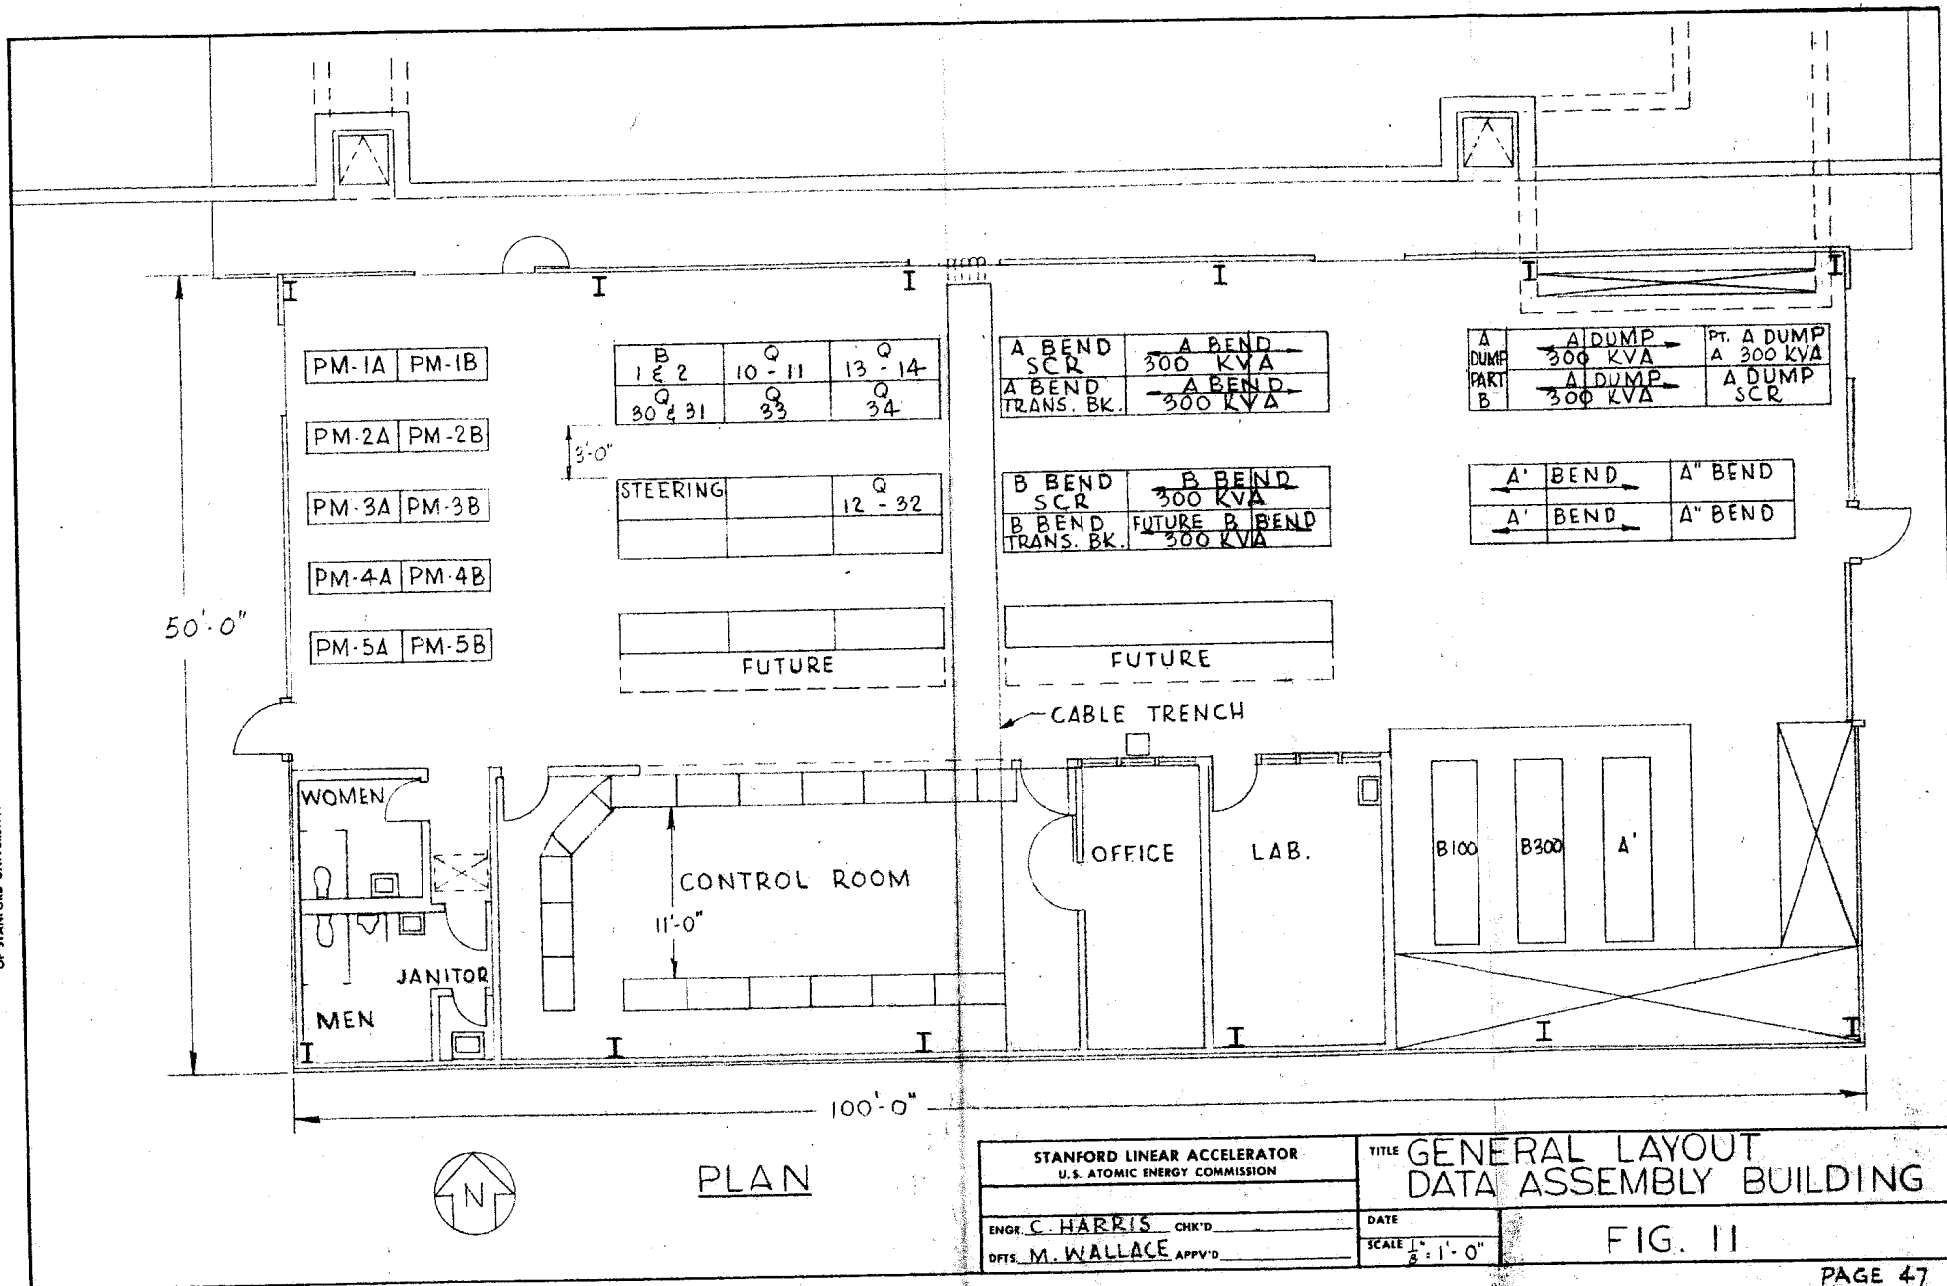 PM-1A PM-1B
PM-2A PM-2B
PM-3A PM-3B
PM-4A PM-4B
PM-5A PM-5B
B
1 & 2
Q
10 - 11
Q
13 - 14
Q
30 & 31
Q
33
Q
34
3'-0"
STEERING
Q
12 - 32
FUTURE
A BEND
SCR
A BEND
300 KVA
A BEND
TRANS. BK.
A BEND
300 KVA
B BEND
SCR
B BEND
300 KVA
B BEND
TRANS. BK.
FUTURE B BEND
300 KVA
FUTURE
A
DUMP
PART
B
A DUMP
300 KVA
PT. A DUMP
A 300 KVA
A DUMP
300 KVA
A DUMP
SCR
A' BEND A" BEND
A' BEND A" BEND
50'-0"
CABLE TRENCH
WOMEN
CONTROL ROOM
11'-0"
OFFICE
LAB.
B100
B300
A'
JANITOR
MEN
100'-0"
N
PLAN
STANFORD LINEAR ACCELERATOR
U.S. ATOMIC ENERGY COMMISSION
ENGR. C. HARRIS CHK'D
DFTS. M. WALLACE APPV'D
TITLE GENERAL LAYOUT
DATA ASSEMBLY BUILDING
DATE
SCALE 1/8" : 1'-0"
FIG. 11
PAGE 47